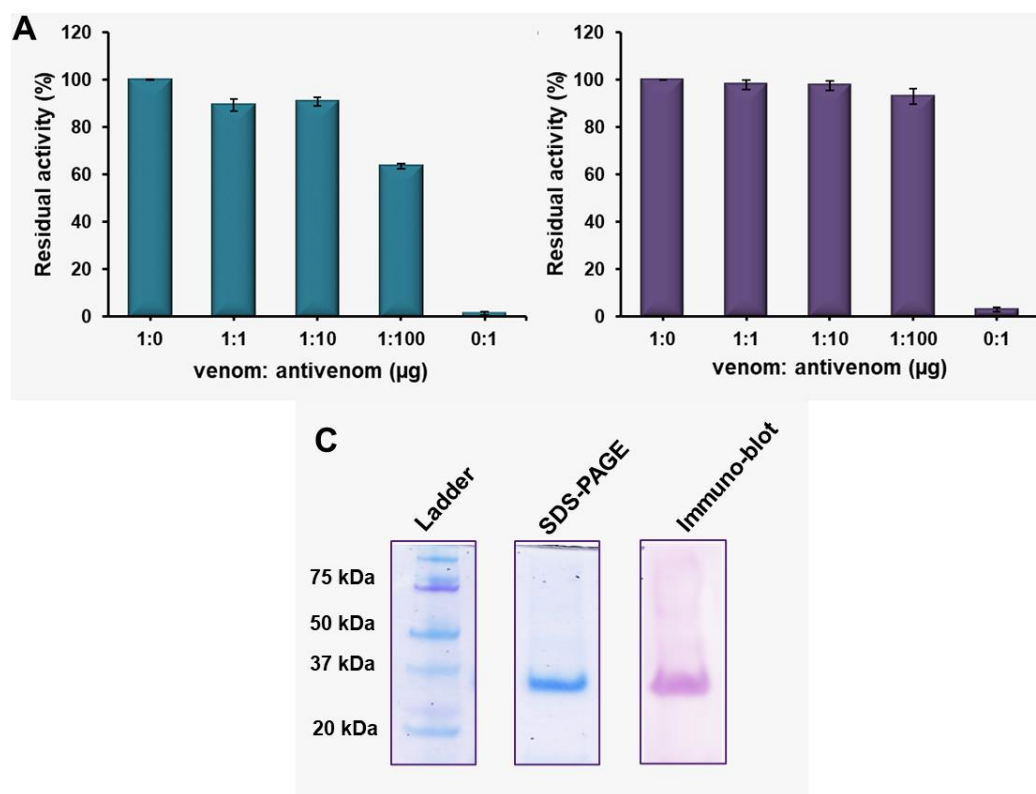 A
120
100
80
60
40
20
0
Residual activity (%)
1:0 1:1 1:10 1:100 0:1
venom: antivenom (µg)
120
100
80
60
40
20
0
Residual activity (%)
1:0 1:1 1:10 1:100 0:1
venom: antivenom (µg)
C
Ladder
SDS-PAGE
Immuno-blot
75 kDa
50 kDa
37 kDa
20 kDa